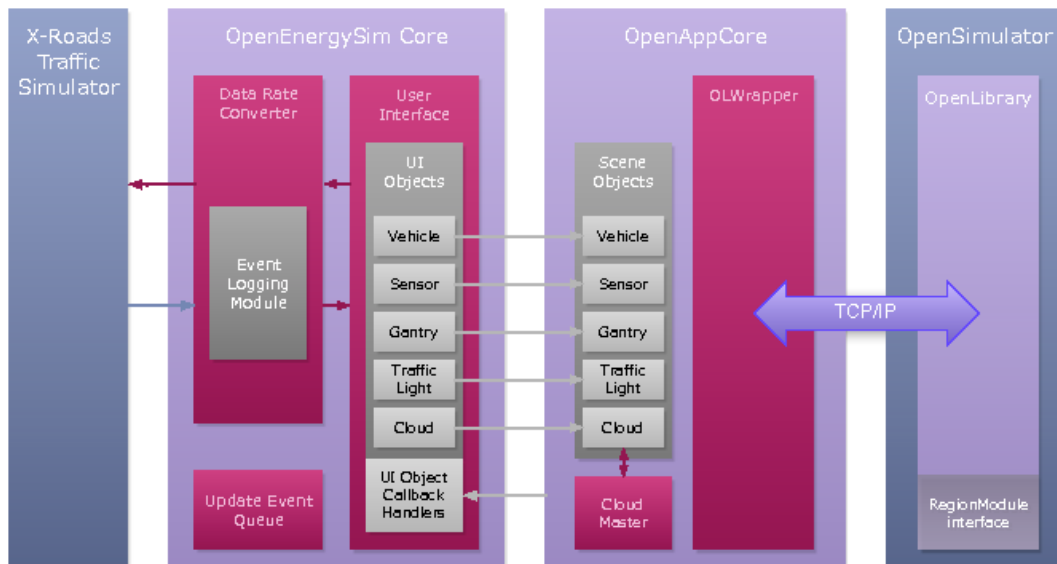 X-Roads
Traffic
Simulator
OpenEnergySim Core
Data Rate
Converter
Event
Logging
Module
Update Event
Queue
User
Interface
UI
Objects
Vehicle
Sensor
Gantry
Traffic
Light
Cloud
UI Object
Callback
Handlers
OpenAppCore
Scene
Objects
Vehicle
Sensor
Gantry
Traffic
Light
Cloud
Cloud
Master
OLWrapper
TCP/IP
OpenSimulator
OpenLibrary
RegionModule
interface